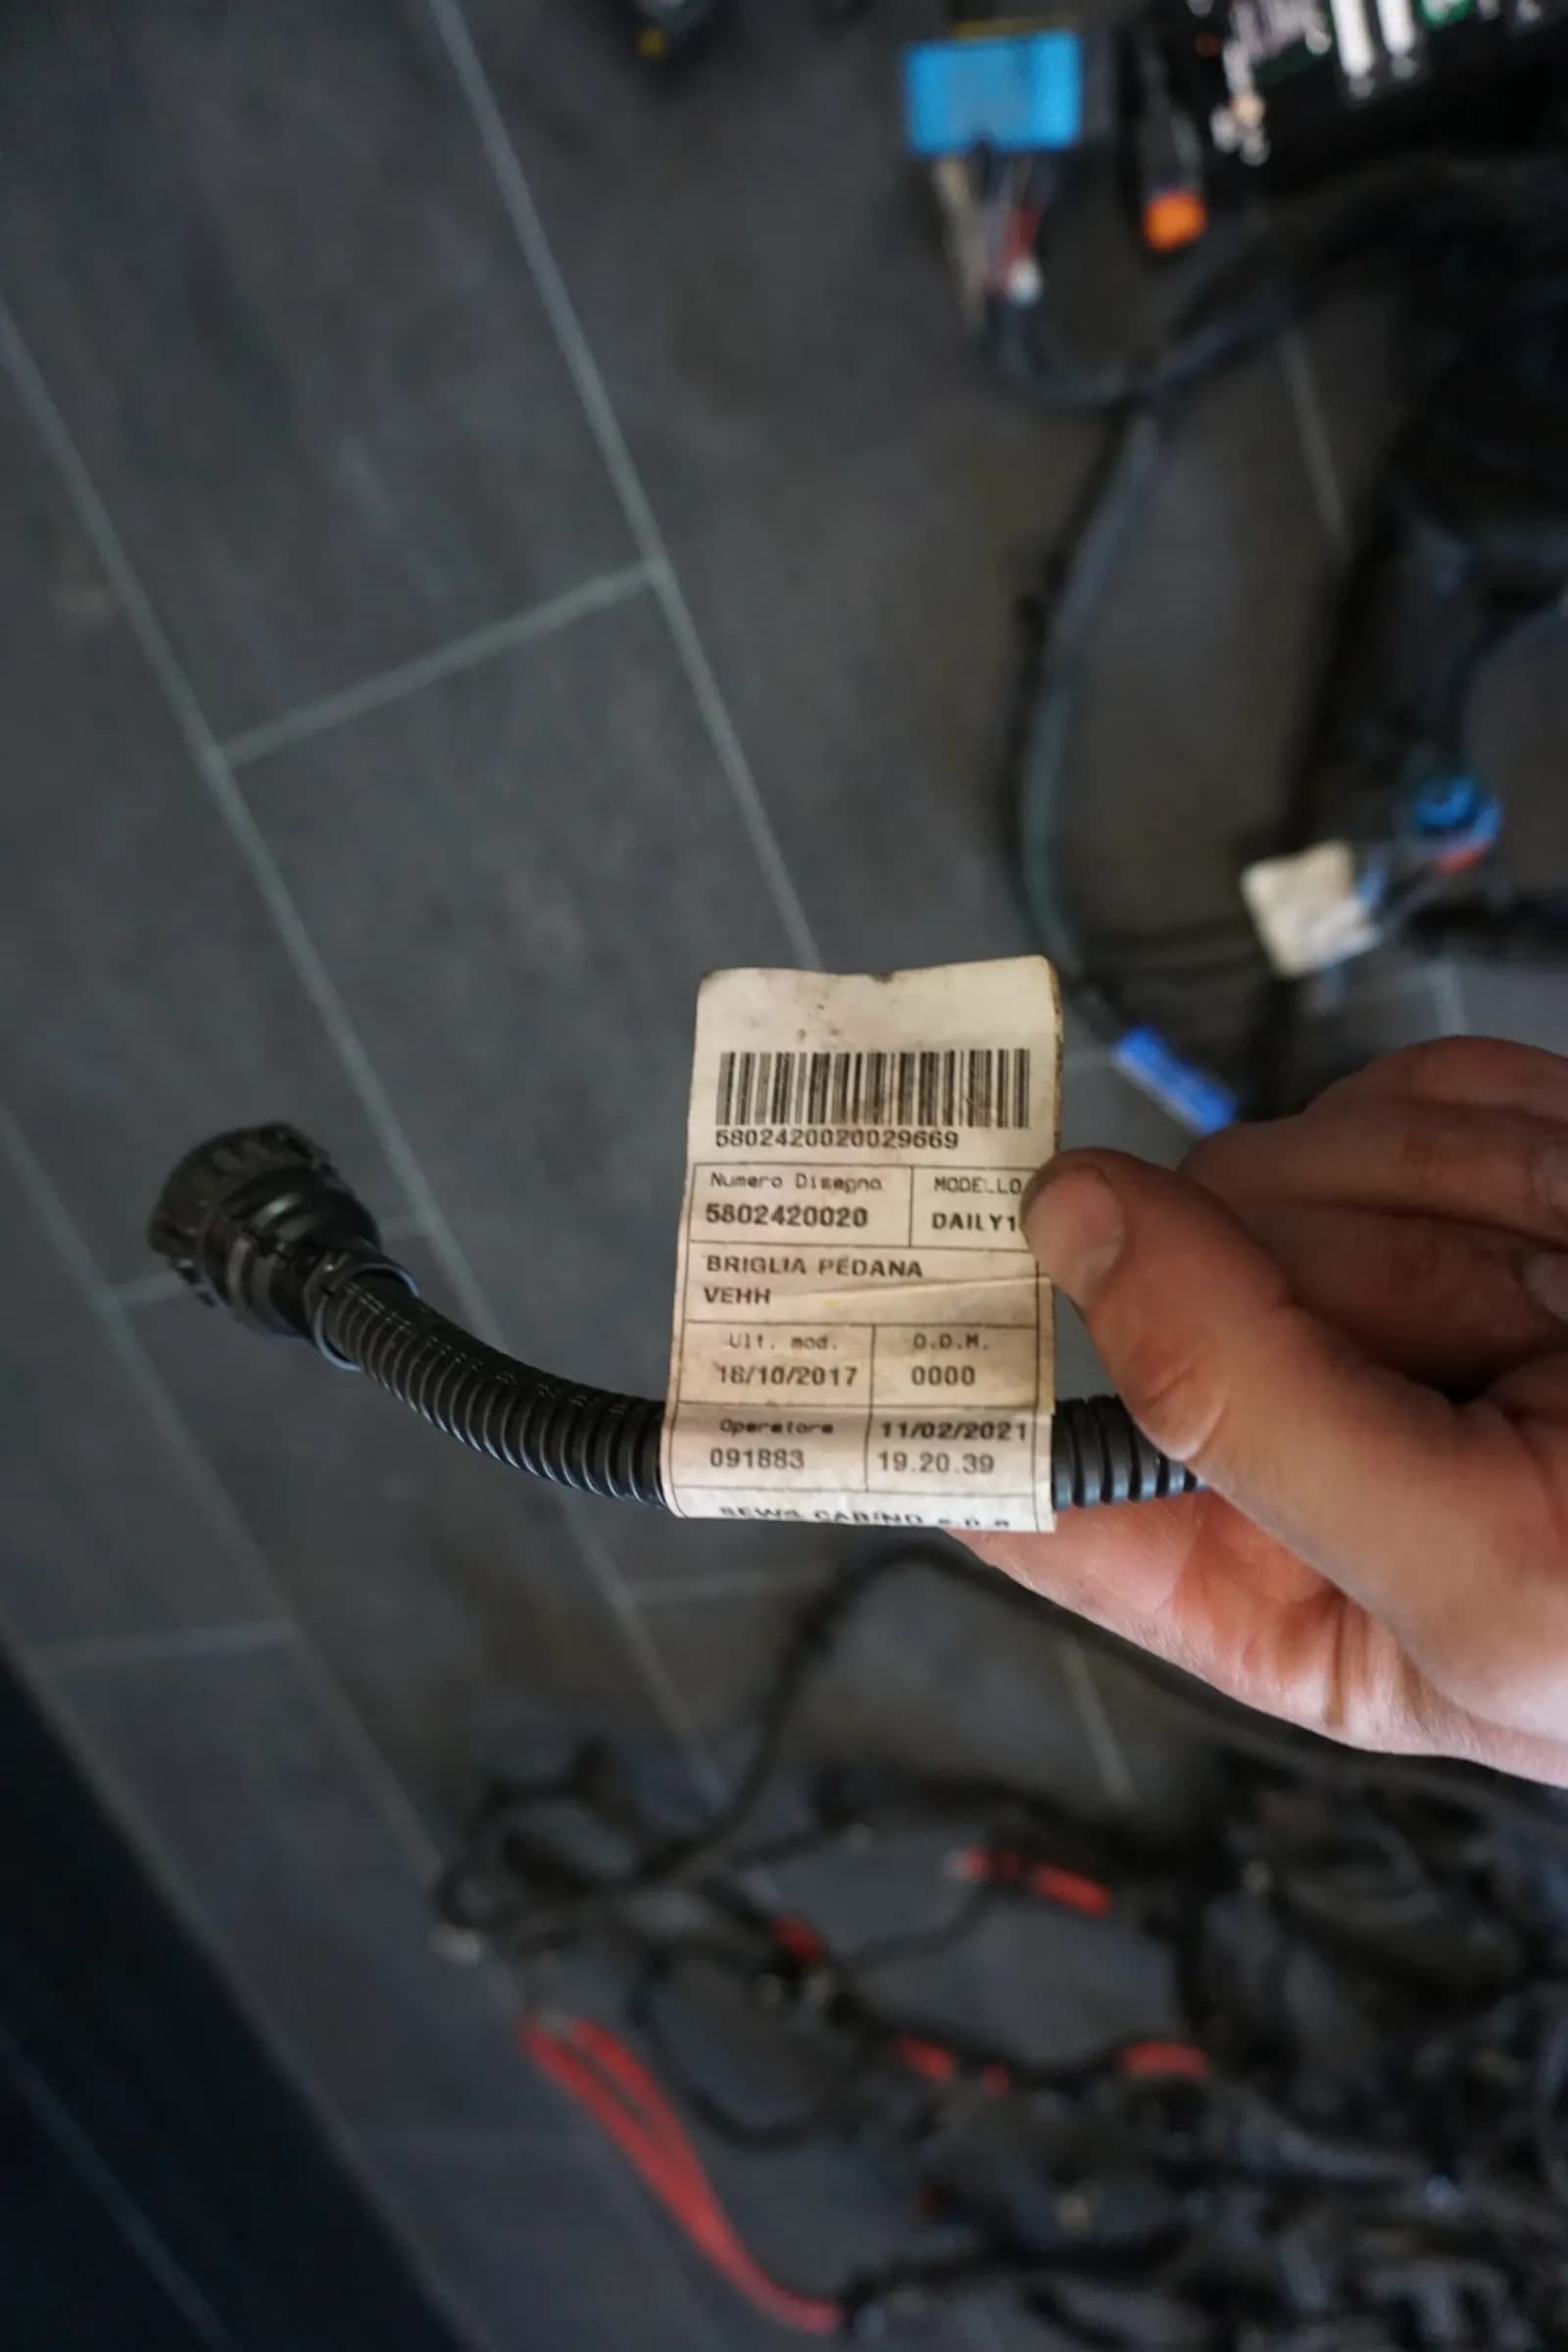 5802420020029669
Numero Disegno MODELLO
5802420020 DAILY1
BRIGLIA PEDANA
VEHH
Ult. mod. O.D.M.
18/10/2017 0000
Operatore 11/02/2021
091883 19.20.39